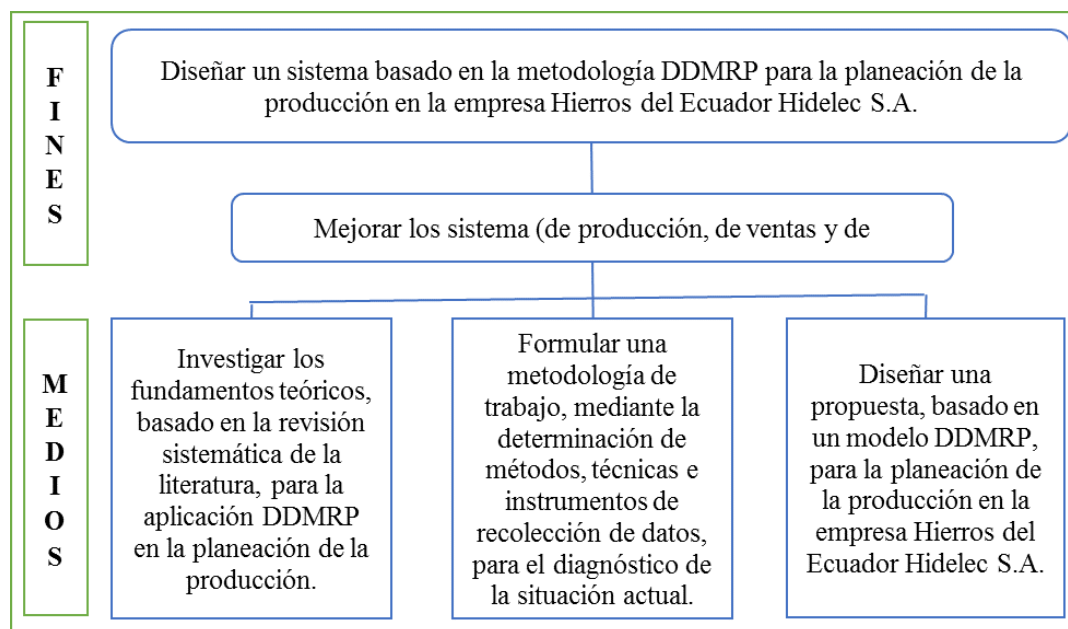 FINES
Diseñar un sistema basado en la metodología DDMRP para la planeación de la
producción en la empresa Hierros del Ecuador Hidelec S.A.
Mejorar los sistema (de producción, de ventas y de
MEDIOS
Investigar los
fundamentos teóricos,
basado en la revisión
sistemática de la
literatura, para la
aplicación DDMRP
en la planeación de la
producción.
Formular una
metodología de
trabajo, mediante la
determinación de
métodos, técnicas e
instrumentos de
recolección de datos,
para el diagnóstico de
la situación actual.
Diseñar una
propuesta, basado en
un modelo DDMRP,
para la planeación de
la producción en la
empresa Hierros del
Ecuador Hidelec S.A.